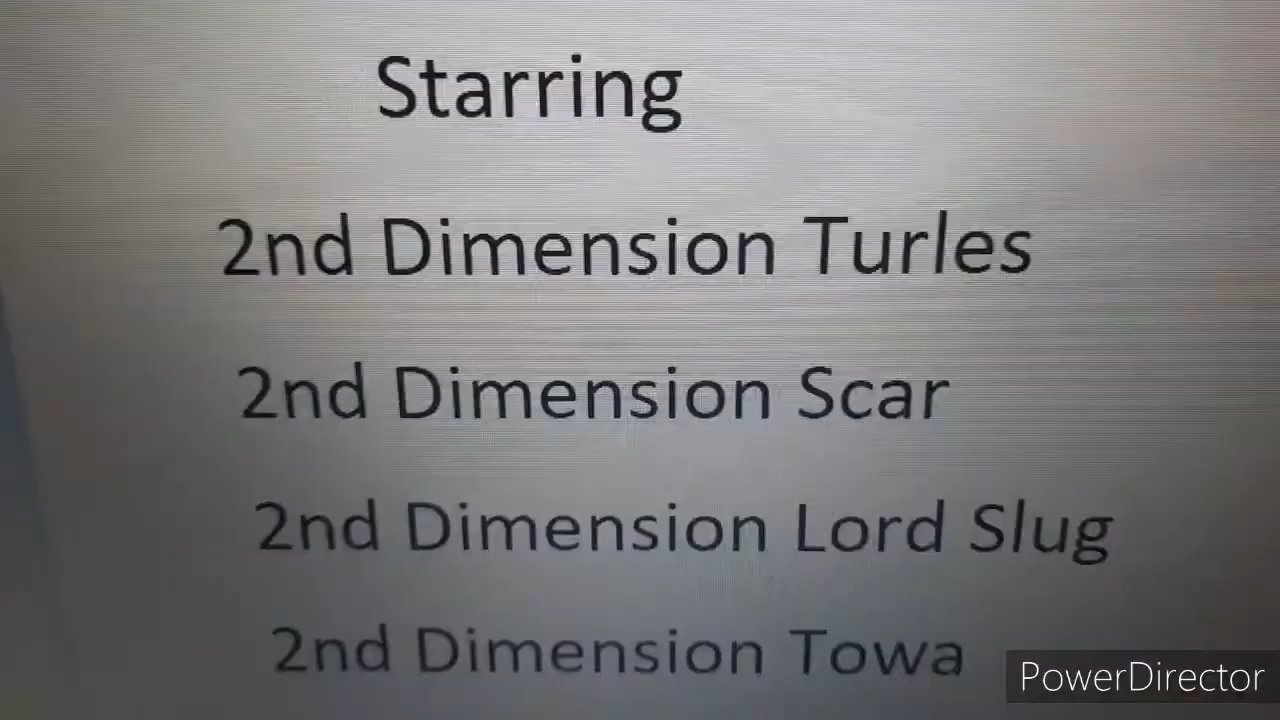 Starring
2nd Dimension Turles
2nd Dimension Scar
2nd Dimension Lord Slug
2nd Dimension Towa
PowerDirector